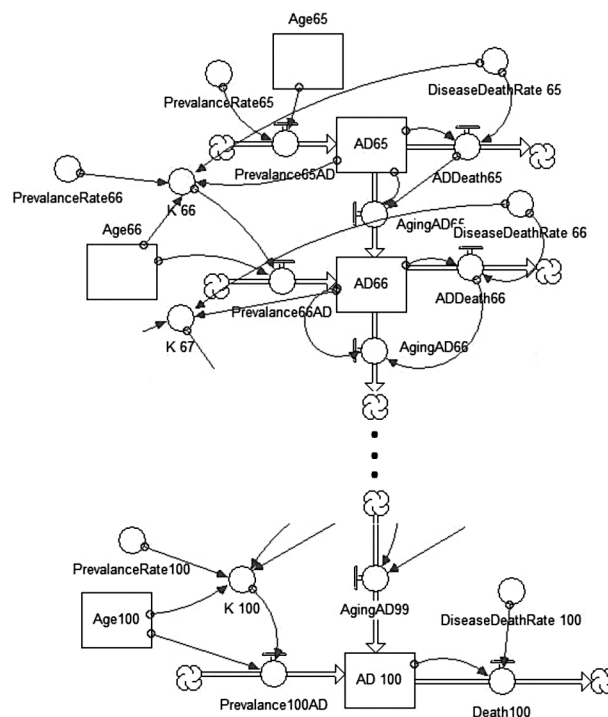 Age65
PrevalanceRate65
DiseaseDeathRate 65
AD65
Prevalance65AD
ADDeath65
PrevalanceRate66
K 66
Age66
AgingAD65
DiseaseDeathRate 66
AD66
Prevalance66AD
ADDeath66
K 67
AgingAD66
PrevalanceRate100
K 100
AgingAD99
DiseaseDeathRate 100
Age100
AD 100
Prevalance100AD
Death100